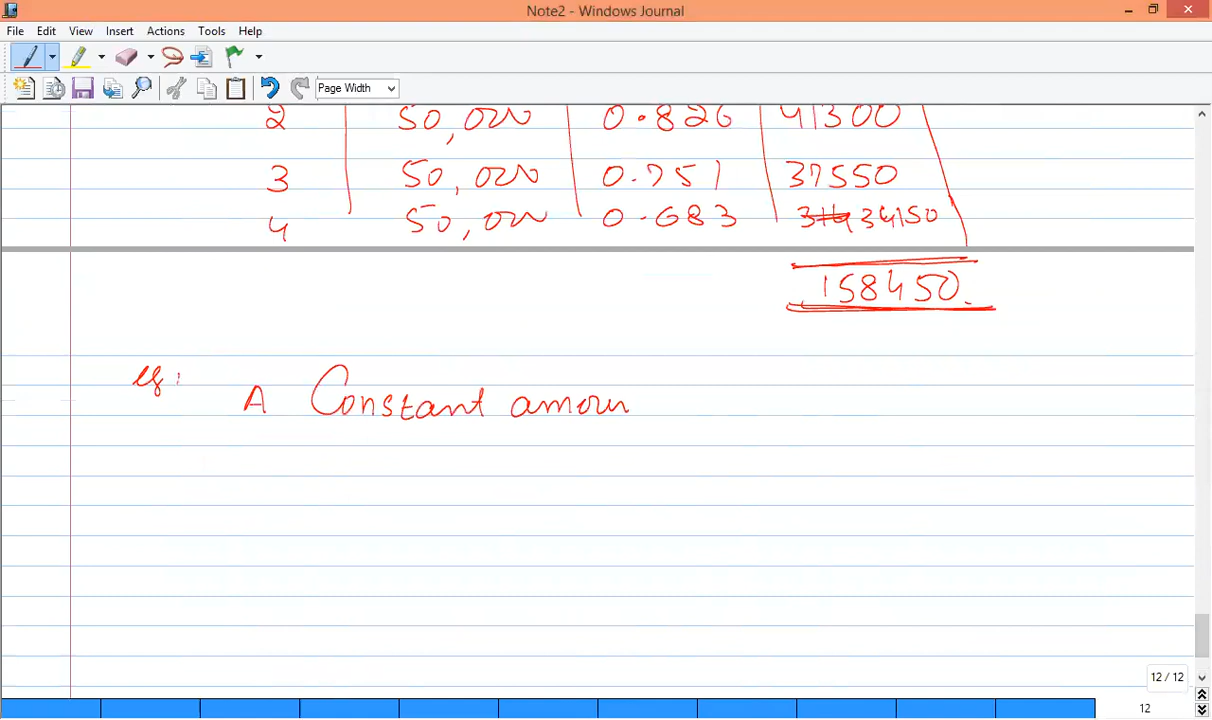 Note2 - Windows Journal
File Edit View Insert Actions Tools Help
Page Width
2 50,000 0.826 41300
3 50,000 0.751 37550
4 50,000 0.683 34150
158450.
eg: A Constant amoun
12 / 12
12